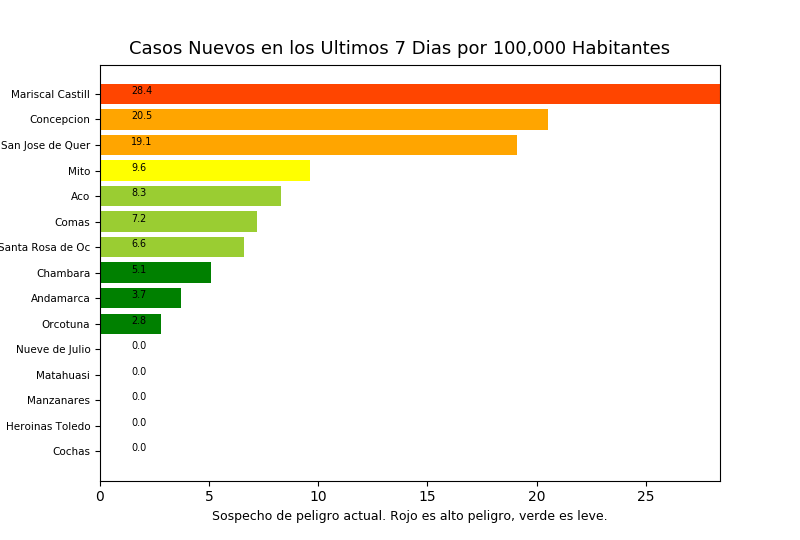 Casos Nuevos en los Ultimos 7 Dias por 100,000 Habitantes
Mariscal Castill 28.4
Concepcion 20.5
San Jose de Quer 19.1
Mito 9.6
Aco 8.3
Comas 7.2
Santa Rosa de Oc 6.6
Chambara 5.1
Andamarca 3.7
Orcotuna 2.8
Nueve de Julio 0.0
Matahuasi 0.0
Manzanares 0.0
Heroinas Toledo 0.0
Cochas 0.0
0 5 10 15 20 25
Sospecho de peligro actual. Rojo es alto peligro, verde es leve.